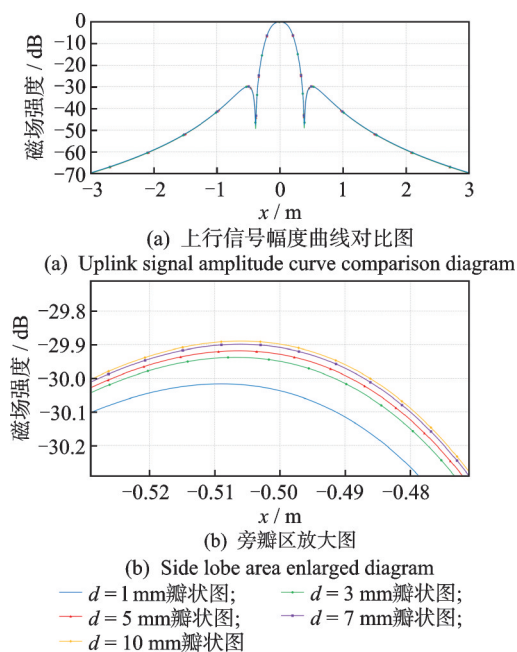 磁场强度 / dB
0
−10
−20
−30
−40
−50
−60
−70
−3 −2 −1 0 1 2 3
x / m
(a) 上行信号幅度曲线对比图
(a) Uplink signal amplitude curve comparison diagram
磁场强度 / dB
−29.8
−29.9
−30.0
−30.1
−30.2
−0.52 −0.51 −0.50 −0.49 −0.48
x / m
(b) 旁瓣区放大图
(b) Side lobe area enlarged diagram
d = 1 mm瓣状图; d = 3 mm瓣状图;
d = 5 mm瓣状图; d = 7 mm瓣状图;
d = 10 mm瓣状图